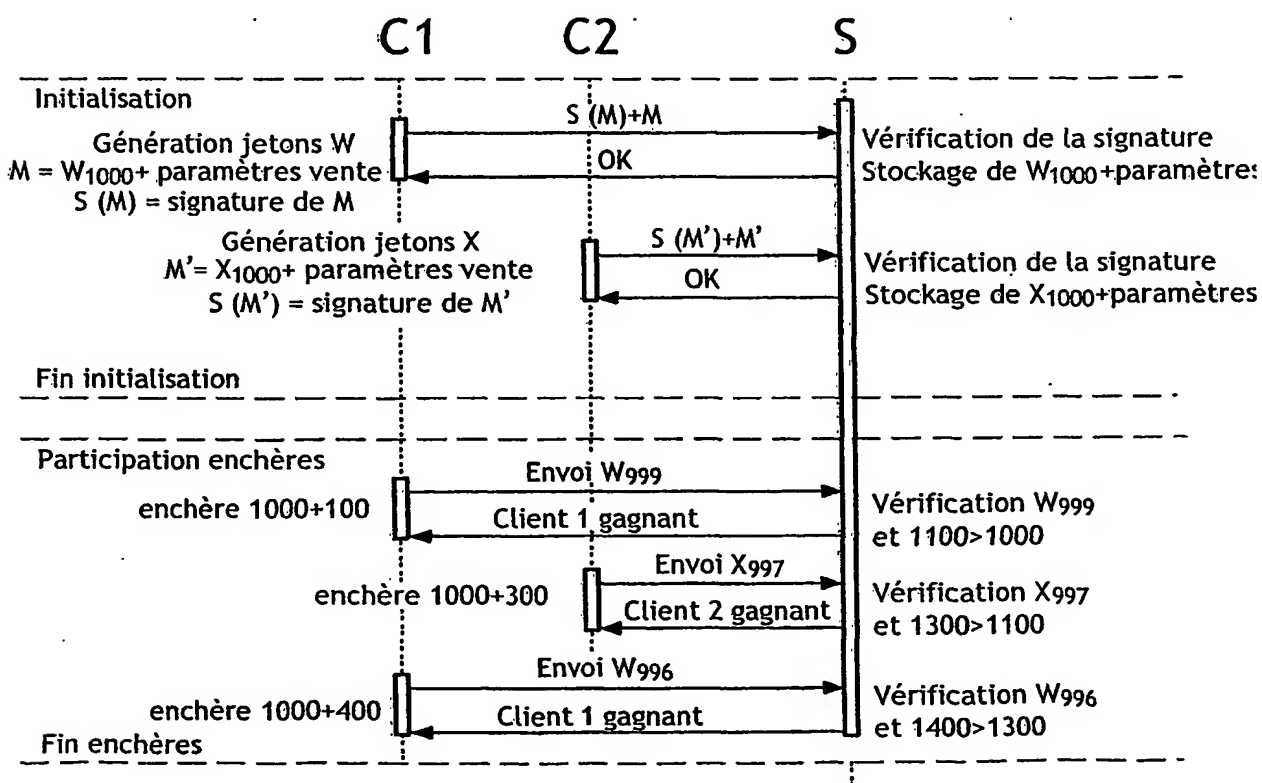 C1 C2 S
Initialisation
S (M)+M
Génération jetons W
M = W1000+ paramètres vente
S (M) = signature de M
OK
Vérification de la signature
Stockage de W1000+paramètres
Génération jetons X
M'= X1000+ paramètres vente
S (M') = signature de M'
S (M')+M'
OK
Vérification de la signature
Stockage de X1000+paramètres
Fin initialisation
Participation enchères
Envoi W999
enchère 1000+100
Client 1 gagnant
Vérification W999
et 1100>1000
Envoi X997
enchère 1000+300
Client 2 gagnant
Vérification X997
et 1300>1100
Envoi W996
enchère 1000+400
Client 1 gagnant
Vérification W996
et 1400>1300
Fin enchères